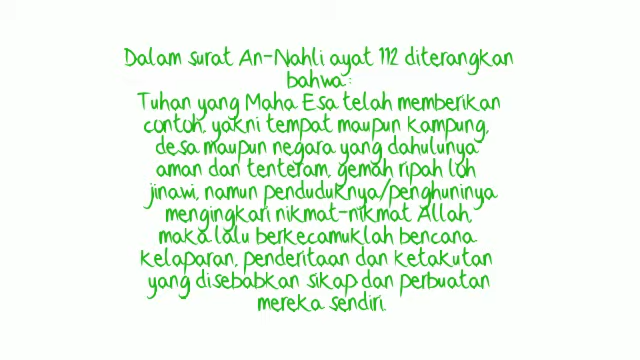 Dalam surat An-Nahli ayat 112 diterangkan
bahwa:
Tuhan yang Maha Esa telah memberikan
contoh, yakni tempat maupun kampung,
desa maupun negara yang dahulunya
aman dan tenteram, gemah ripah loh
jinawi, namun penduduknya/penghuninya
mengingkari nikmat-nikmat Allah,
maka lalu berkecamuklah bencana
kelaparan, penderitaan dan ketakutan
yang disebabkan sikap dan perbuatan
mereka sendiri.